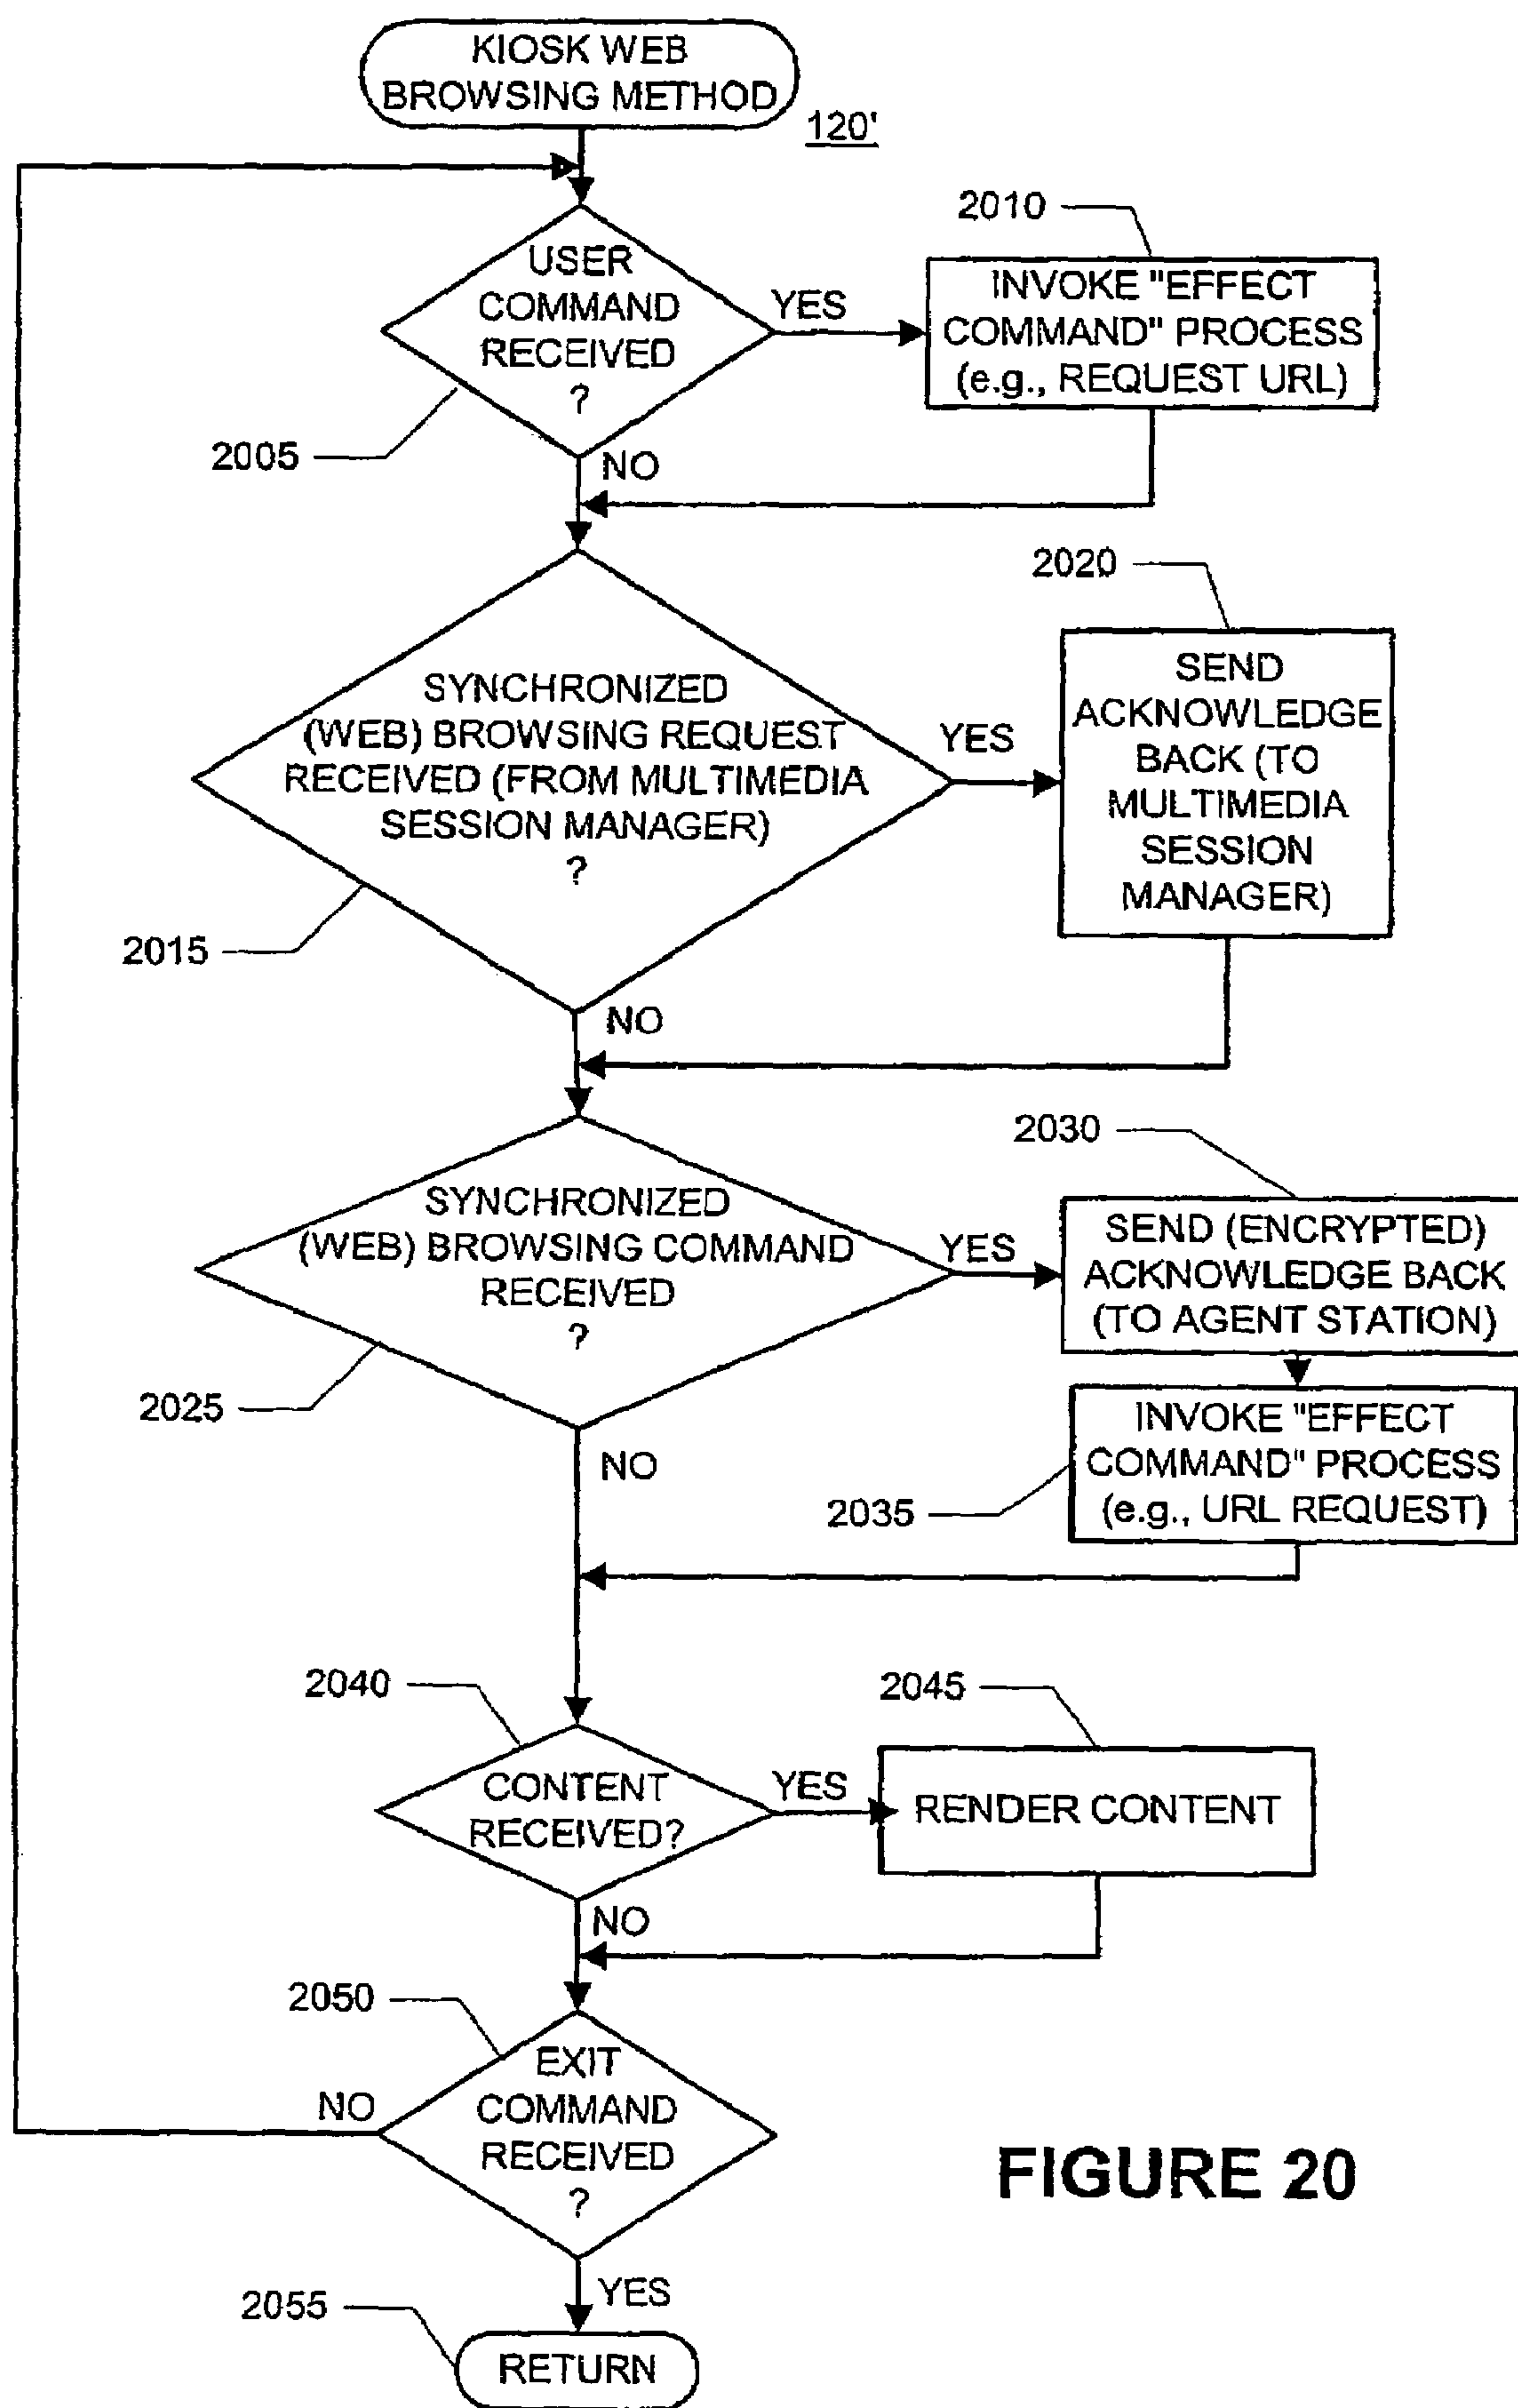 KIOSK WEB
BROWSING METHOD
120'
2010
USER
COMMAND
RECEIVED
?
YES
INVOKE "EFFECT
COMMAND" PROCESS
(e.g., REQUEST URL)
2005
NO
2020
SYNCHRONIZED
(WEB) BROWSING REQUEST
RECEIVED (FROM MULTIMEDIA
SESSION MANAGER)
?
YES
SEND
ACKNOWLEDGE
BACK (TO
MULTIMEDIA
SESSION
MANAGER)
2015
NO
2030
SYNCHRONIZED
(WEB) BROWSING COMMAND
RECEIVED
?
YES
SEND (ENCRYPTED)
ACKNOWLEDGE BACK
(TO AGENT STATION)
2025
NO
INVOKE "EFFECT
COMMAND" PROCESS
(e.g., URL REQUEST)
2035
2040
2045
CONTENT
RECEIVED?
YES
RENDER CONTENT
NO
2050
EXIT
COMMAND
RECEIVED
?
NO
FIGURE 20
YES
2055
RETURN